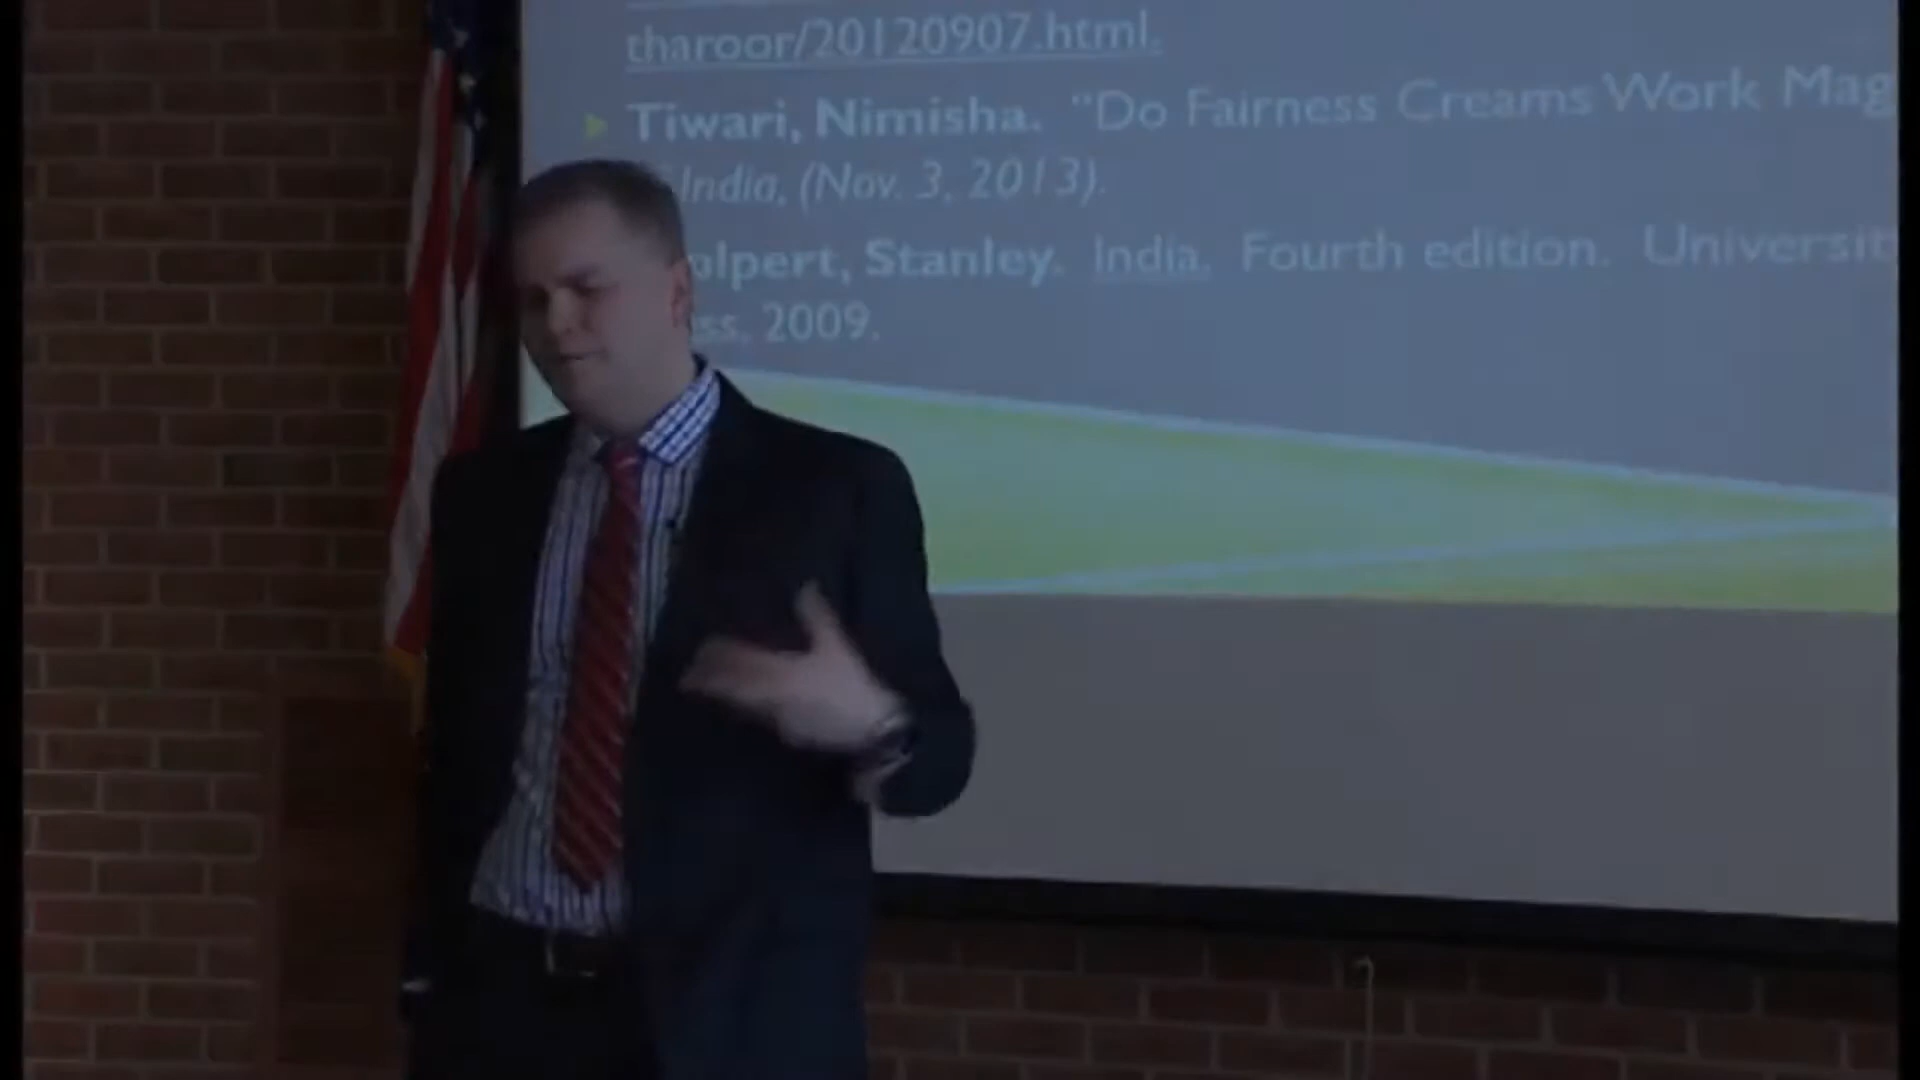 tharoor/20120907.html.
Tiwari, Nimisha. "Do Fairness Creams Work Mag
India, (Nov. 3, 2013).
olpert, Stanley. India. Fourth edition. Universit
ss, 2009.